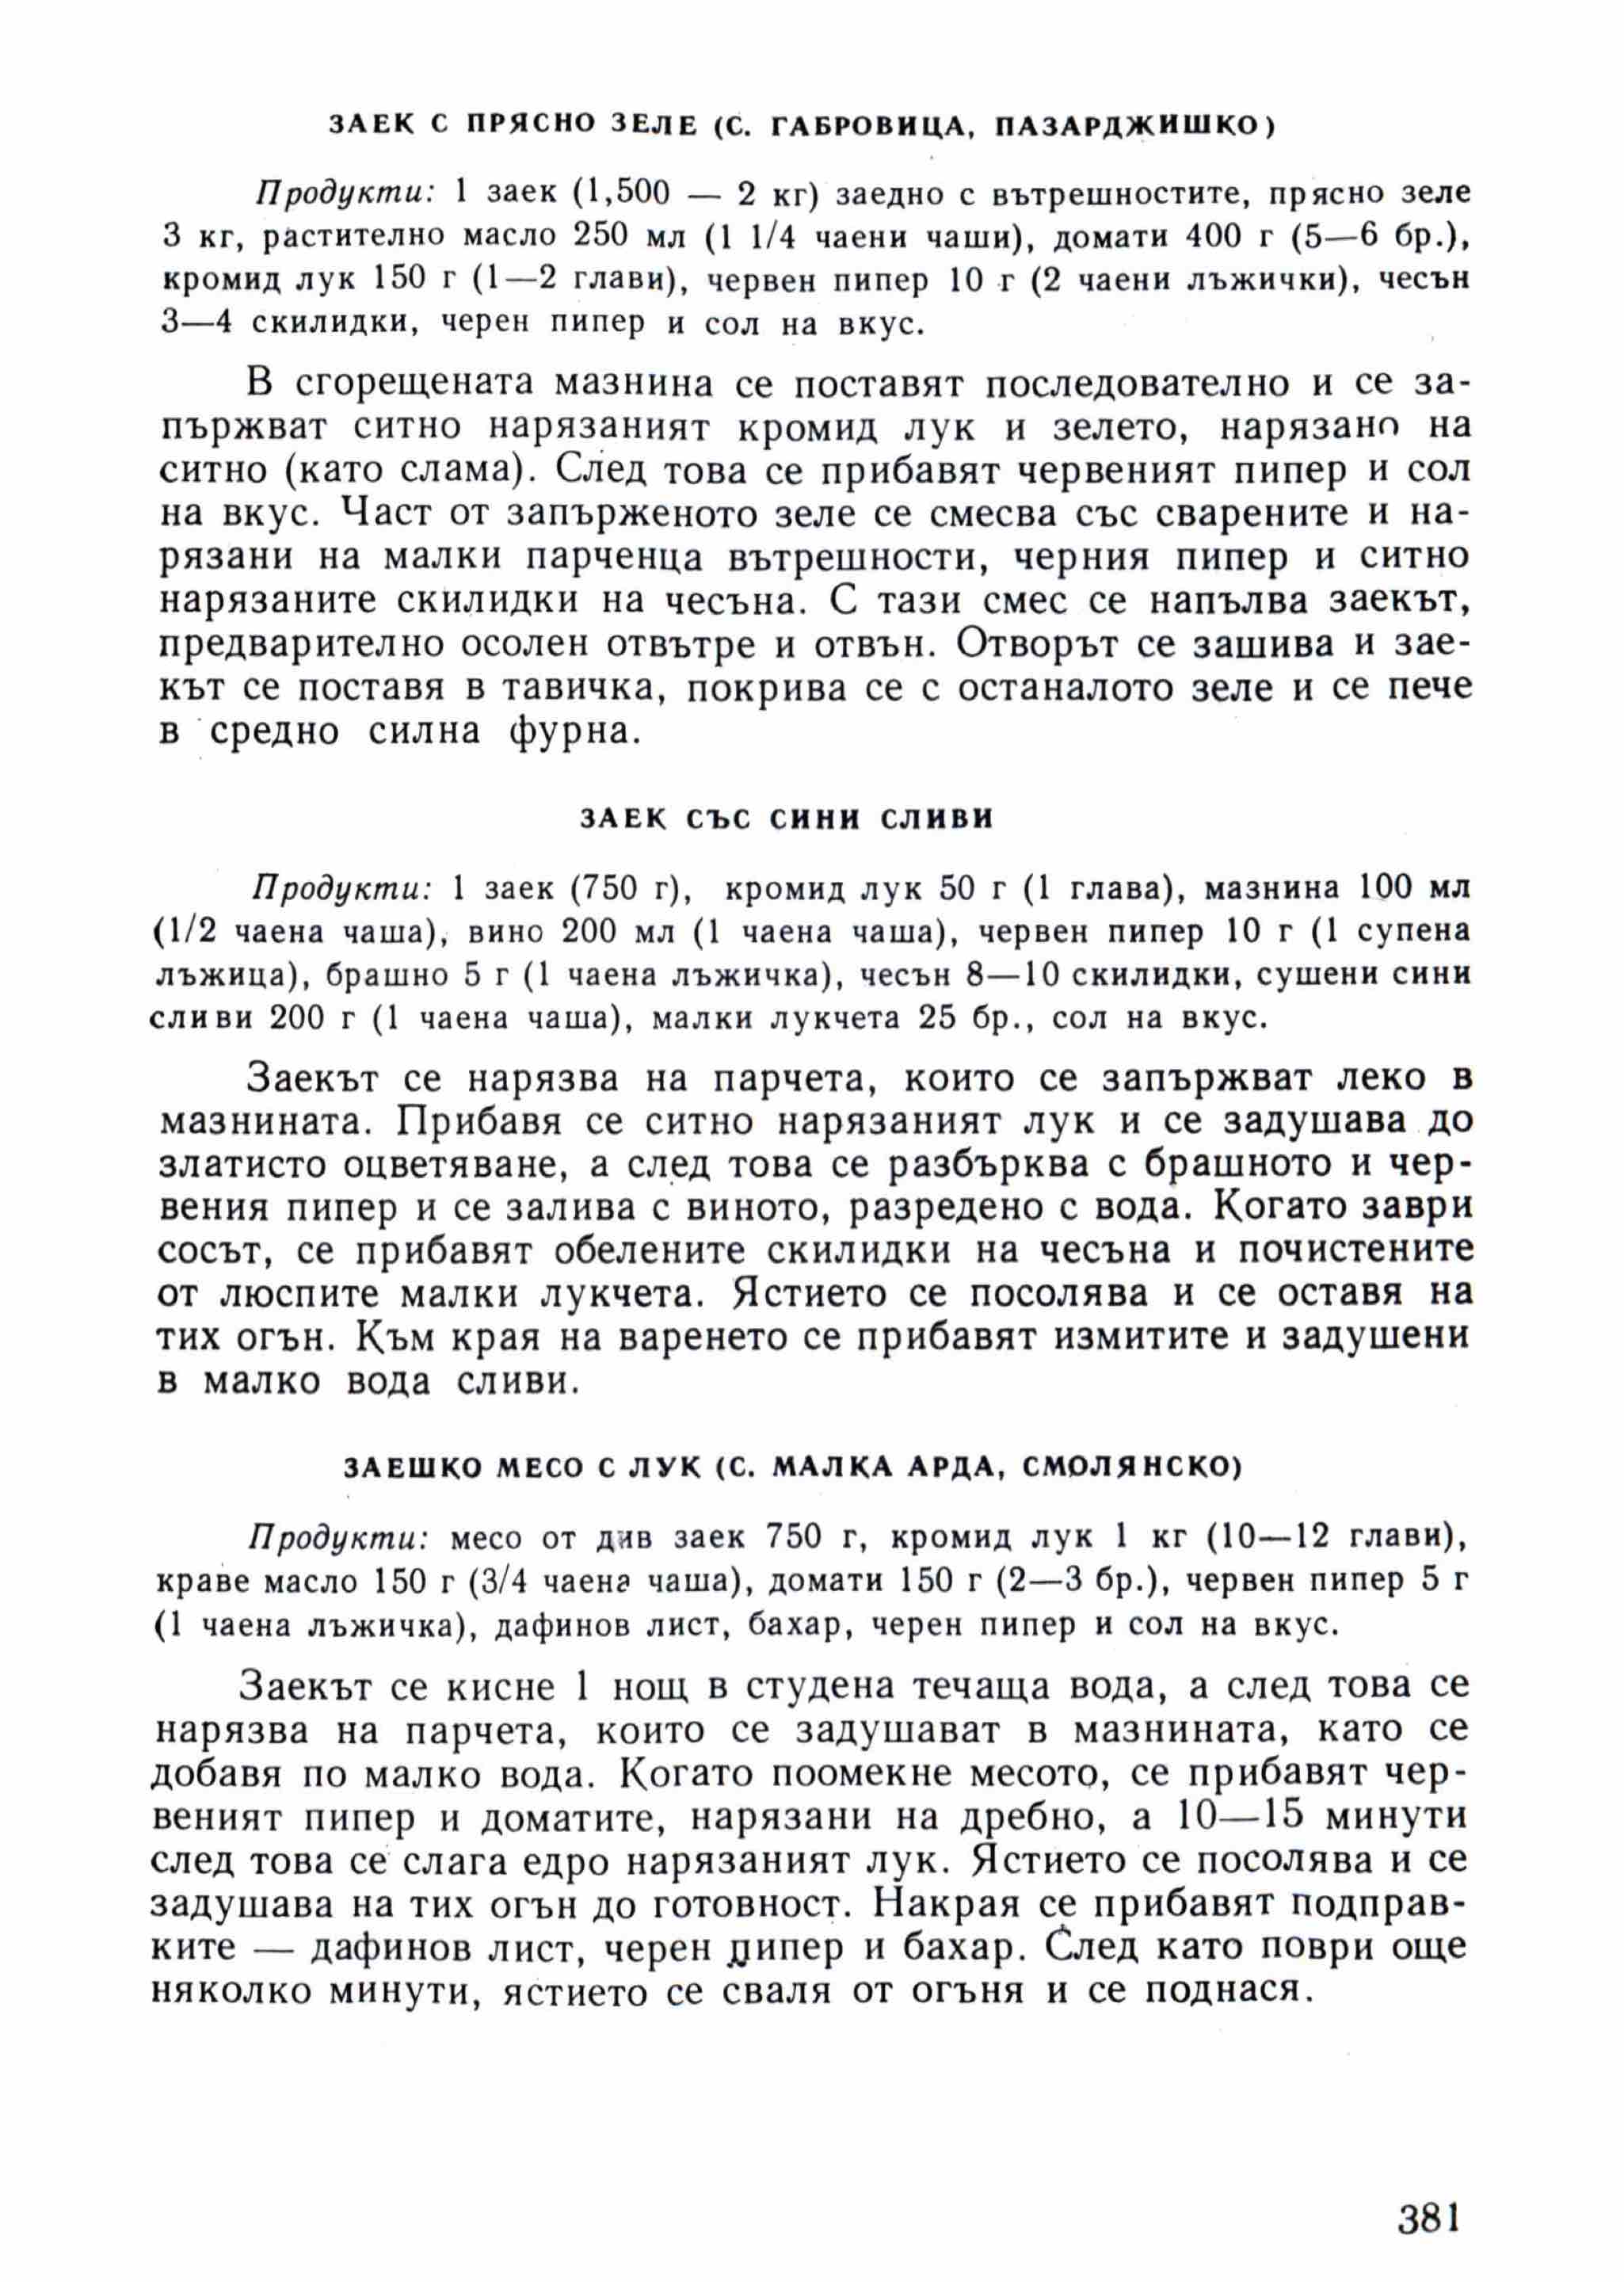 ЗАЕК С ПРЯСНО ЗЕЛЕ (С. ГАБРОВИЦА, ПАЗАРДЖИШКО)
Продукти: 1 заек (1,500 — 2 кг) заедно с вътрешностите, прясно зеле
3 кг, растително масло 250 мл (1 1/4 чаени чаши), домати 400 г (5—6 бр.),
кромид лук 150 г (1—2 глави), червен пипер 10 г (2 чаени лъжички), чесън
3—4 скилидки, черен пипер и сол на вкус.
В сгорещената мазнина се поставят последователно и се за-
пържват ситно нарязаният кромид лук и зелето, нарязано на
ситно (като слама). След това се прибавят червеният пипер и сол
на вкус. Част от запърженото зеле се смесва със сварените и на-
рязани на малки парченца вътрешности, черния пипер и ситно
нарязаните скилидки на чесъна. С тази смес се напълва заекът,
предварително осолен отвътре и отвън. Отворът се зашива и зае-
кът се поставя в тавичка, покрива се с останалото зеле и се пече
в средно силна фурна.
ЗАЕК СЪС СИНИ СЛИВИ
Продукти: 1 заек (750 г), кромид лук 50 г (1 глава), мазнина 100 мл
(1/2 чаена чаша), вино 200 мл (1 чаена чаша), червен пипер 10 г (1 супена
лъжица), брашно 5 г (1 чаена лъжичка), чесън 8—10 скилидки, сушени сини
сливи 200 г (1 чаена чаша), малки лукчета 25 бр., сол на вкус.
Заекът се нарязва на парчета, които се запържват леко в
мазнината. Прибавя се ситно нарязаният лук и се задушава до
златисто оцветяване, а след това се разбърква с брашното и чер-
вения пипер и се залива с виното, разредено с вода. Когато заври
сосът, се прибавят обелените скилидки на чесъна и почистените
от люспите малки лукчета. Ястието се посолява и се оставя на
тих огън. Към края на варенето се прибавят измитите и задушени
в малко вода сливи.
ЗАЕШКО МЕСО С ЛУК (С. МАЛКА АРДА, СМОЛЯНСКО)
Продукти: месо от див заек 750 г, кромид лук 1 кг (10—12 глави),
краве масло 150 г (3/4 чаена чаша), домати 150 г (2—3 бр.), червен пипер 5 г
(1 чаена лъжичка), дафинов лист, бахар, черен пипер и сол на вкус.
Заекът се кисне 1 нощ в студена течаща вода, а след това се
нарязва на парчета, които се задушават в мазнината, като се
добавя по малко вода. Когато поомекне месото, се прибавят чер-
веният пипер и доматите, нарязани на дребно, а 10—15 минути
след това се слага едро нарязаният лук. Ястието се посолява и се
задушава на тих огън до готовност. Накрая се прибавят подправ-
ките — дафинов лист, черен пипер и бахар. След като поври още
няколко минути, ястието се сваля от огъня и се поднася.
381